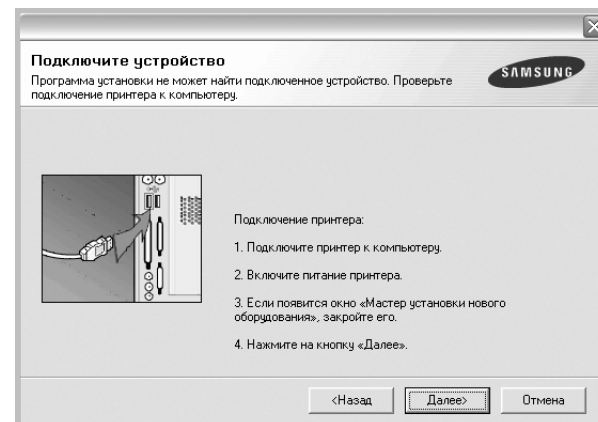 Подключите устройство
Программа установки не может найти подключенное устройство. Проверьте
подключение принтера к компьютеру.
SAMSUNG
Подключение принтера:
1. Подключите принтер к компьютеру.
2. Включите питание принтера.
3. Если появится окно «Мастер установки нового
оборудования», закройте его.
4. Нажмите на кнопку «Далее».
<Назад
Далее>
Отмена